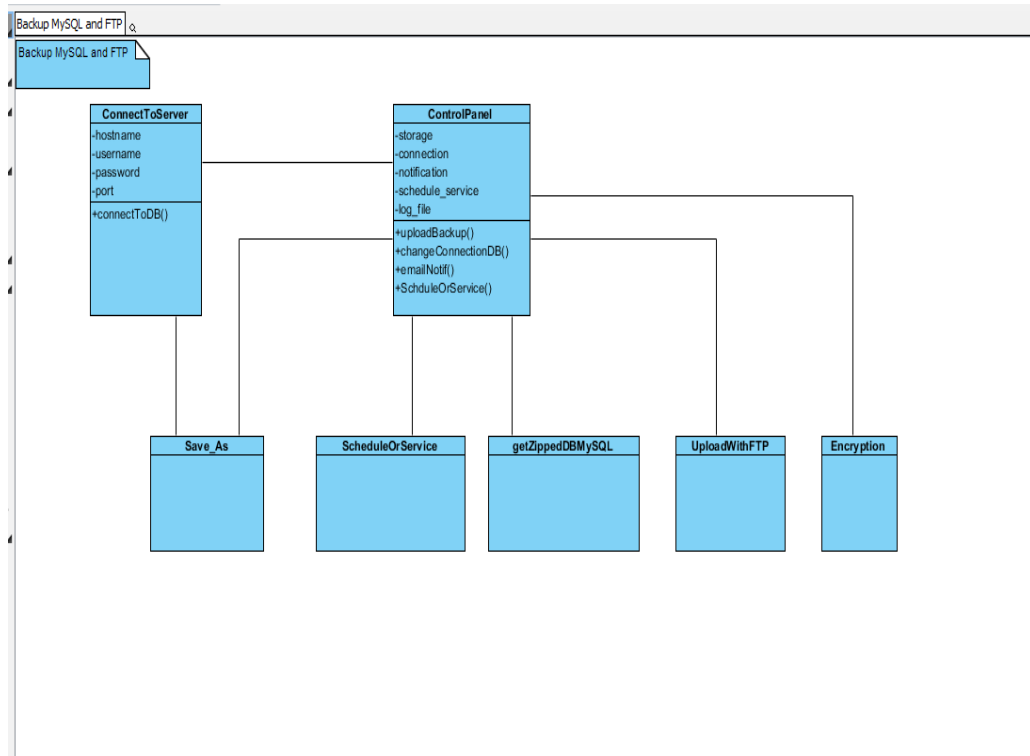 Backup MySQL and FTP
Backup MySQL and FTP
ConnectToServer
-hostname
-username
-password
-port
+connectToDB()
ControlPanel
-storage
-connection
-notification
-schedule_service
-log_file
+uploadBackup()
+changeConnectionDB()
+emailNotif()
+SchduleOrService()
Save_As
ScheduleOrService
getZippedDBMySQL
UploadWithFTP
Encryption